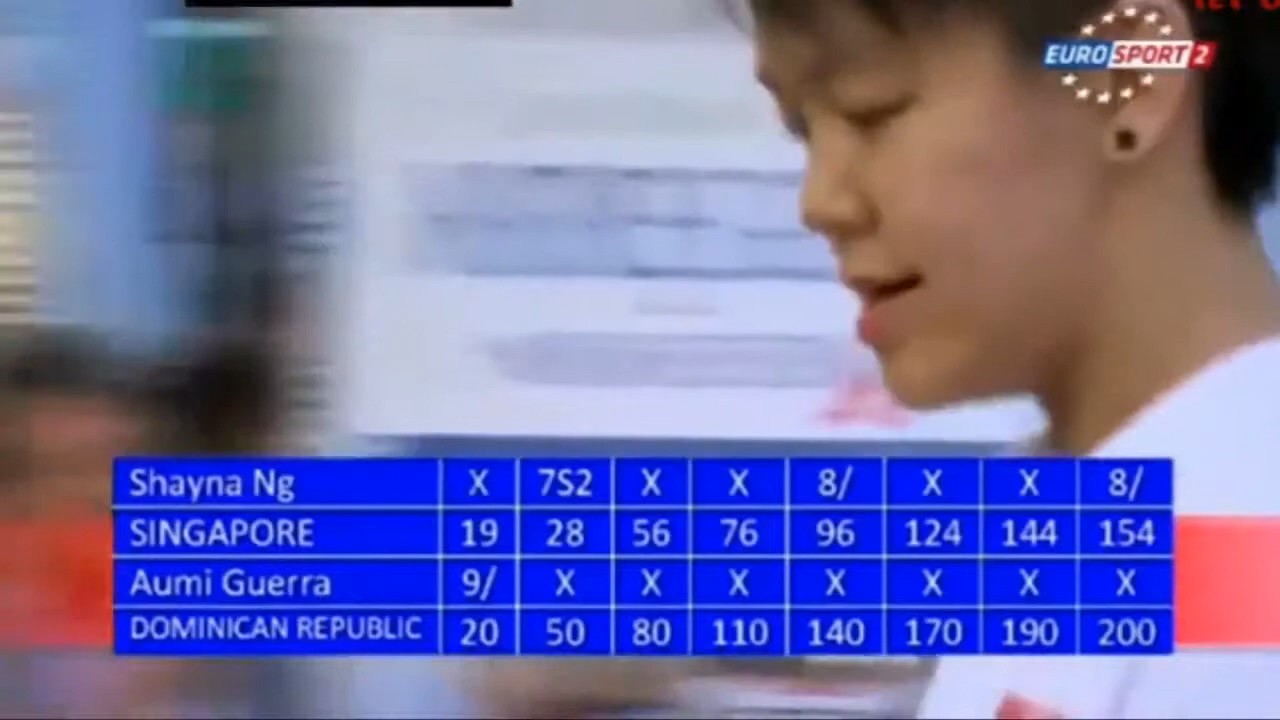 EUROSPORT 2
Shayna Ng X 7S2 X X 8/ X X 8/
SINGAPORE 19 28 56 76 96 124 144 154
Aumi Guerra 9/ X X X X X X X
DOMINICAN REPUBLIC 20 50 80 110 140 170 190 200